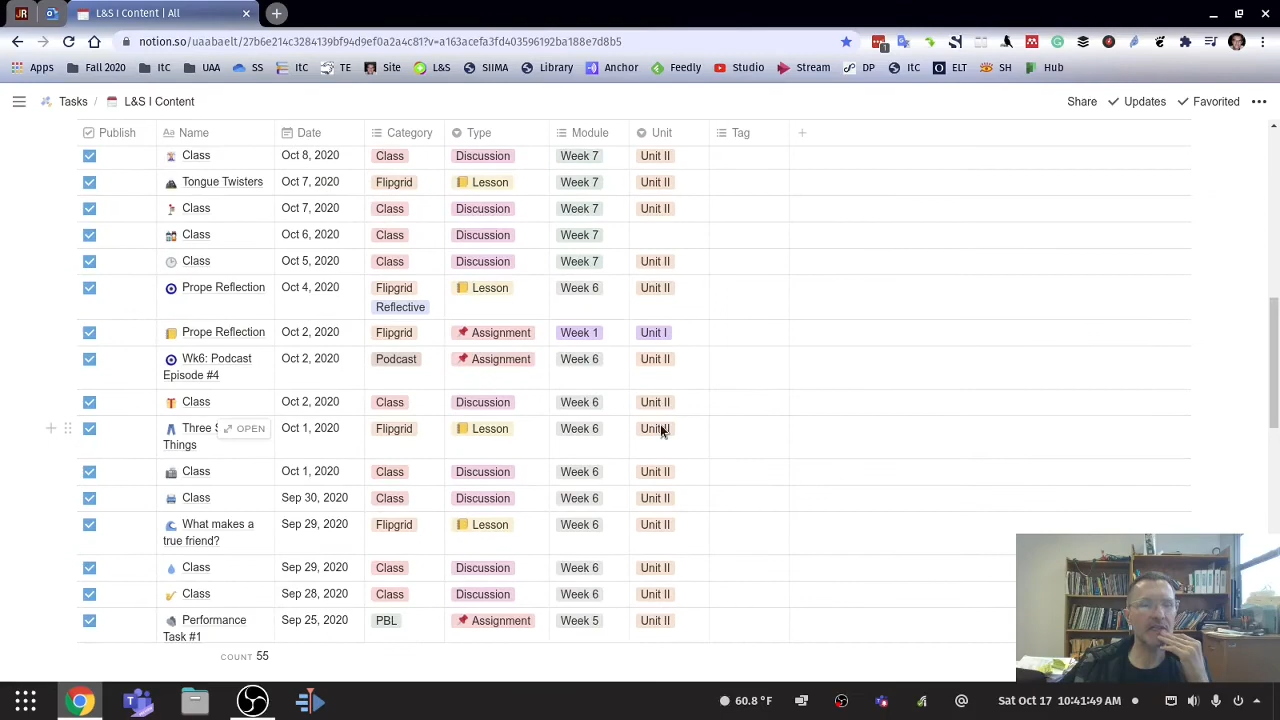 L&S I Content | All
notion.so/uaabaelt/27b6e214c3284139bf94d9ef0a2a4c81?v=a163acefa3fd403596192ba188e7d8b5
Apps Fall 2020 ItC UAA SS ItC TE Site L&S SIIMA Library Anchor Feedly Studio Stream DP ItC ELT SH Hub
Tasks / L&S I Content Share Updates Favorited
Publish Aa Name Date Category Type Module Unit Tag
Class Oct 8, 2020 Class Discussion Week 7 Unit II
Tongue Twisters Oct 7, 2020 Flipgrid Lesson Week 7 Unit II
Class Oct 7, 2020 Class Discussion Week 7 Unit II
Class Oct 6, 2020 Class Discussion Week 7
Class Oct 5, 2020 Class Discussion Week 7 Unit II
Prope Reflection Oct 4, 2020 Flipgrid Lesson Week 6 Unit II
Reflective
Prope Reflection Oct 2, 2020 Flipgrid Assignment Week 1 Unit I
Wk6: Podcast Oct 2, 2020 Podcast Assignment Week 6 Unit II
Episode #4
Class Oct 2, 2020 Class Discussion Week 6 Unit II
Three OPEN Oct 1, 2020 Flipgrid Lesson Week 6 Unit II
Things
Class Oct 1, 2020 Class Discussion Week 6 Unit II
Class Sep 30, 2020 Class Discussion Week 6 Unit II
What makes a Sep 29, 2020 Flipgrid Lesson Week 6 Unit II
true friend?
Class Sep 29, 2020 Class Discussion Week 6 Unit II
Class Sep 28, 2020 Class Discussion Week 6 Unit II
Performance Sep 25, 2020 PBL Assignment Week 5 Unit II
Task #1
COUNT 55
60.8 °F Sat Oct 17 10:41:49 AM